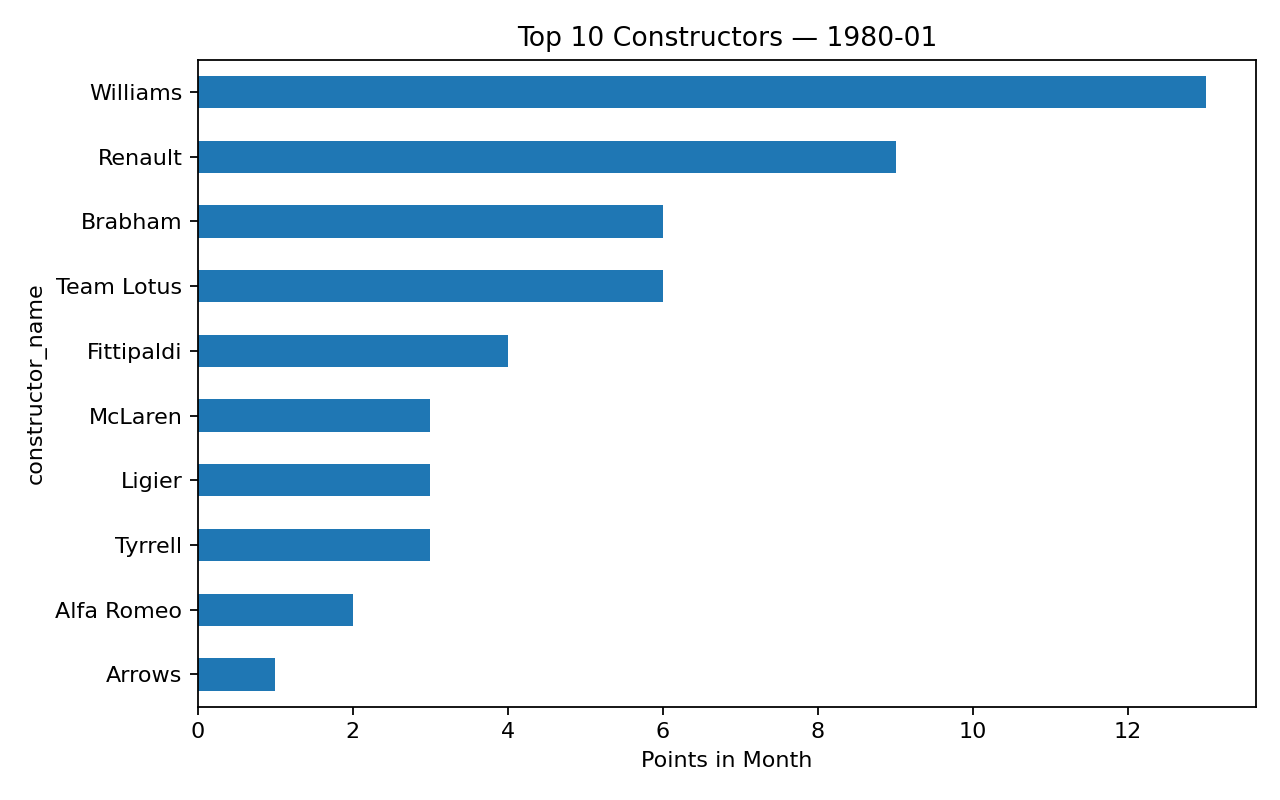 Top 10 Constructors — 1980-01
Williams
Renault
Brabham
Team Lotus
Fittipaldi
McLaren
Ligier
Tyrrell
Alfa Romeo
Arrows
constructor_name
0 2 4 6 8 10 12
Points in Month